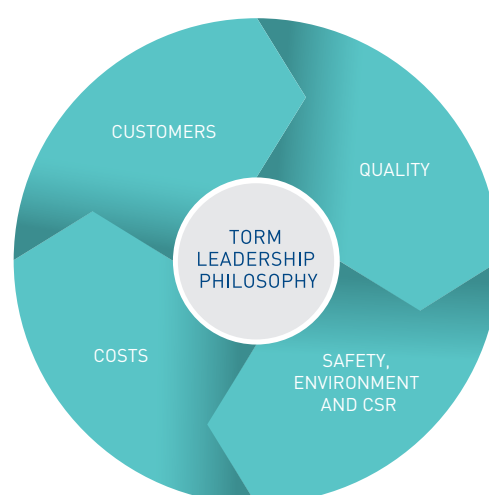 CUSTOMERS
QUALITY
TORM
LEADERSHIP
PHILOSOPHY
COSTS
SAFETY,
ENVIRONMENT
AND CSR